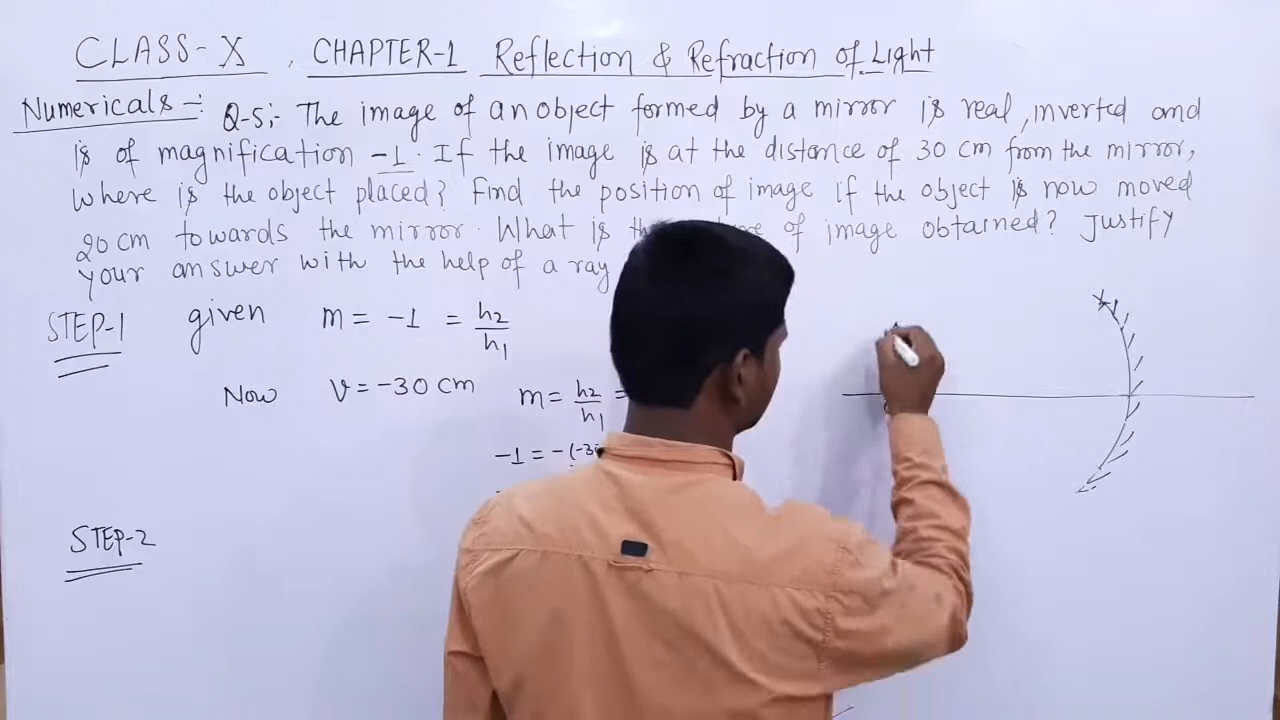 CLASS-X , CHAPTER-1 Reflection & Refraction of Light
Numericals :- Q-5:- The image of an object formed by a mirror is real, inverted and
is of magnification -1. If the image is at the distance of 30 cm from the mirror,
where is the object placed? Find the position of image if the object is now moved
20 cm towards the mirror. What is of image obtained? Justify
your answer with the help of a ray
STEP-1 given m = -1 = h2/h1
Now v = -30 cm m = h2/h1 =
-1 = -(-3
STEP-2